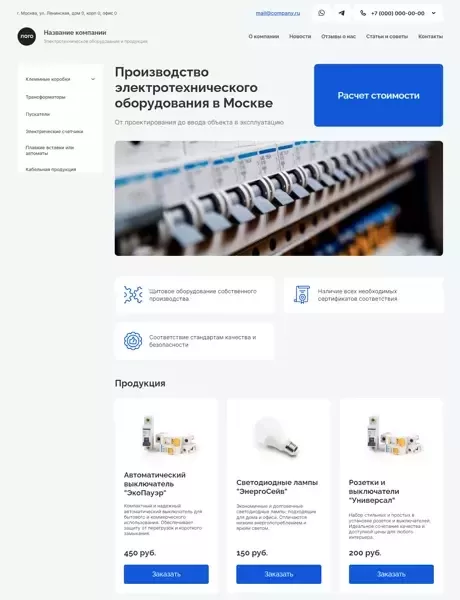 г. Москва, ул. Ленинская, дом 0, корп 0, офис 0
mail@company.ru
+7 (000) 000-00-00
лого
Название компании
Электротехническое оборудование и продукция
О компании Новости Отзывы о нас Статьи и советы Контакты
Клеммные коробки
Трансформаторы
Пускатели
Электрические счетчики
Плавкие вставки или
автоматы
Кабельная продукция
Производство
электротехнического
оборудования в Москве
От проектирования до ввода объекта в эксплуатацию
Расчет стоимости
Щитовое оборудование собственного
производства
Наличие всех необходимых
сертификатов соответствия
Соответствие стандартам качества и
безопасности
Продукция
Автоматический
выключатель
"ЭкоПауэр"
Компактный и надежный
автоматический выключатель для
бытового и коммерческого
использования. Обеспечивает
защиту от перегрузок и короткого
замыкания.
450 руб.
Заказать
Светодиодные лампы
"ЭнергоСейв"
Экономичные и долговечные
светодиодные лампы, подходящие
для дома и офиса. Отличаются
низким энергопотреблением и
ярким светом.
150 руб.
Заказать
Розетки и
выключатели
"Универсал"
Набор стильных и простых в
установке розеток и выключателей.
Идеальное сочетание качества и
доступной цены для любого
интерьера.
200 руб.
Заказать